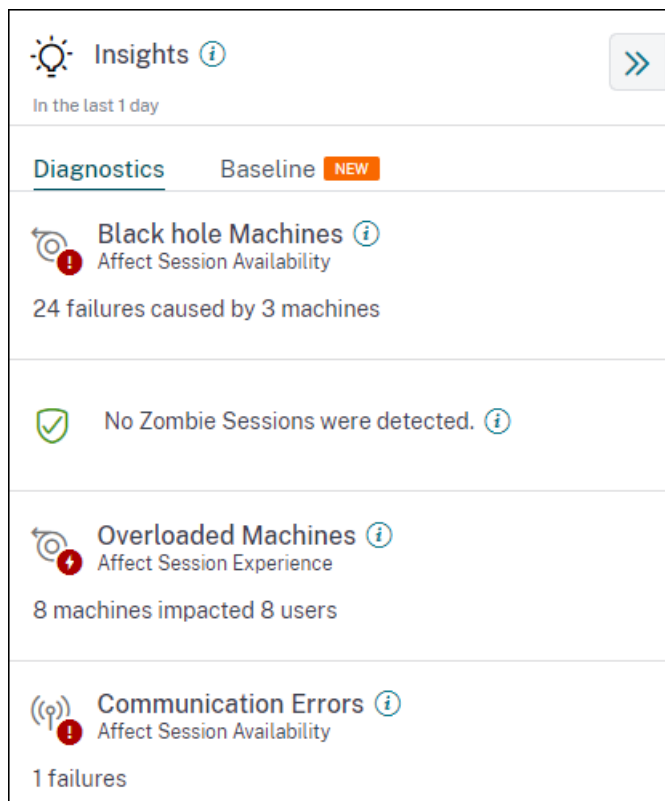 Insights
In the last 1 day
Diagnostics Baseline NEW
Black hole Machines
Affect Session Availability
24 failures caused by 3 machines
No Zombie Sessions were detected.
Overloaded Machines
Affect Session Experience
8 machines impacted 8 users
Communication Errors
Affect Session Availability
1 failures